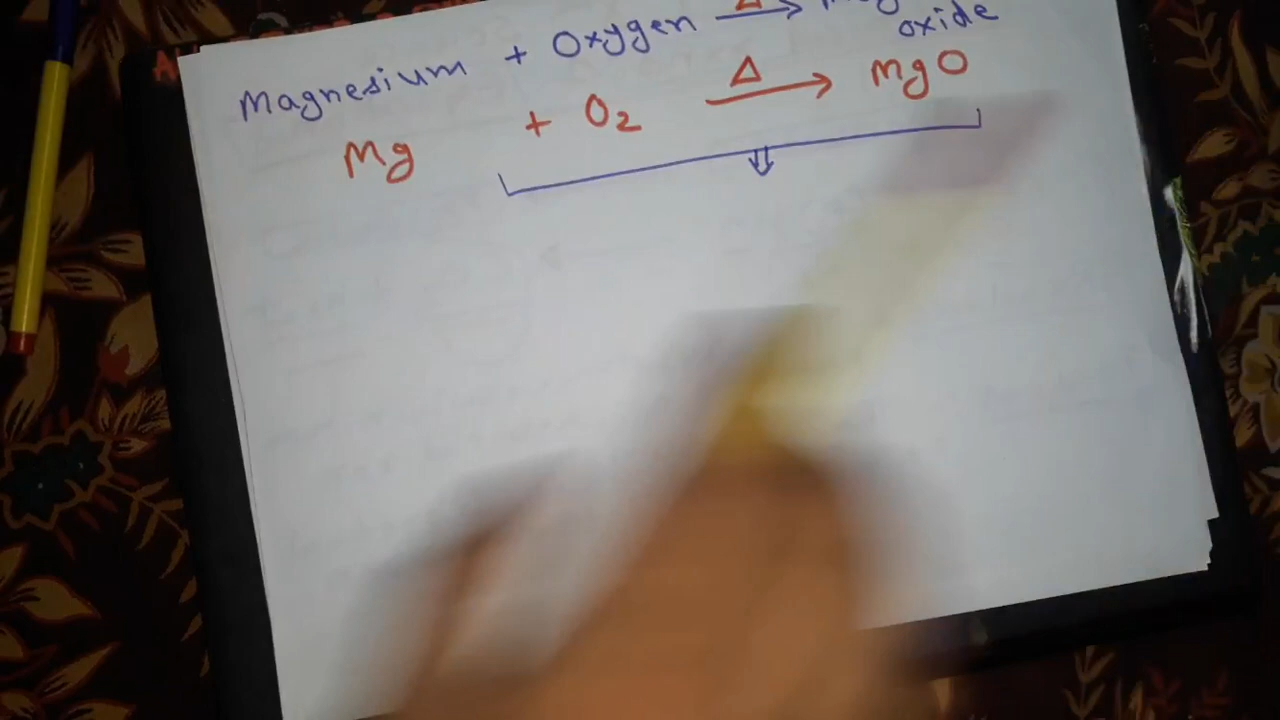 Magnesium + Oxygen Δ→
oxide
Mg + O₂ Δ→ MgO
⇓